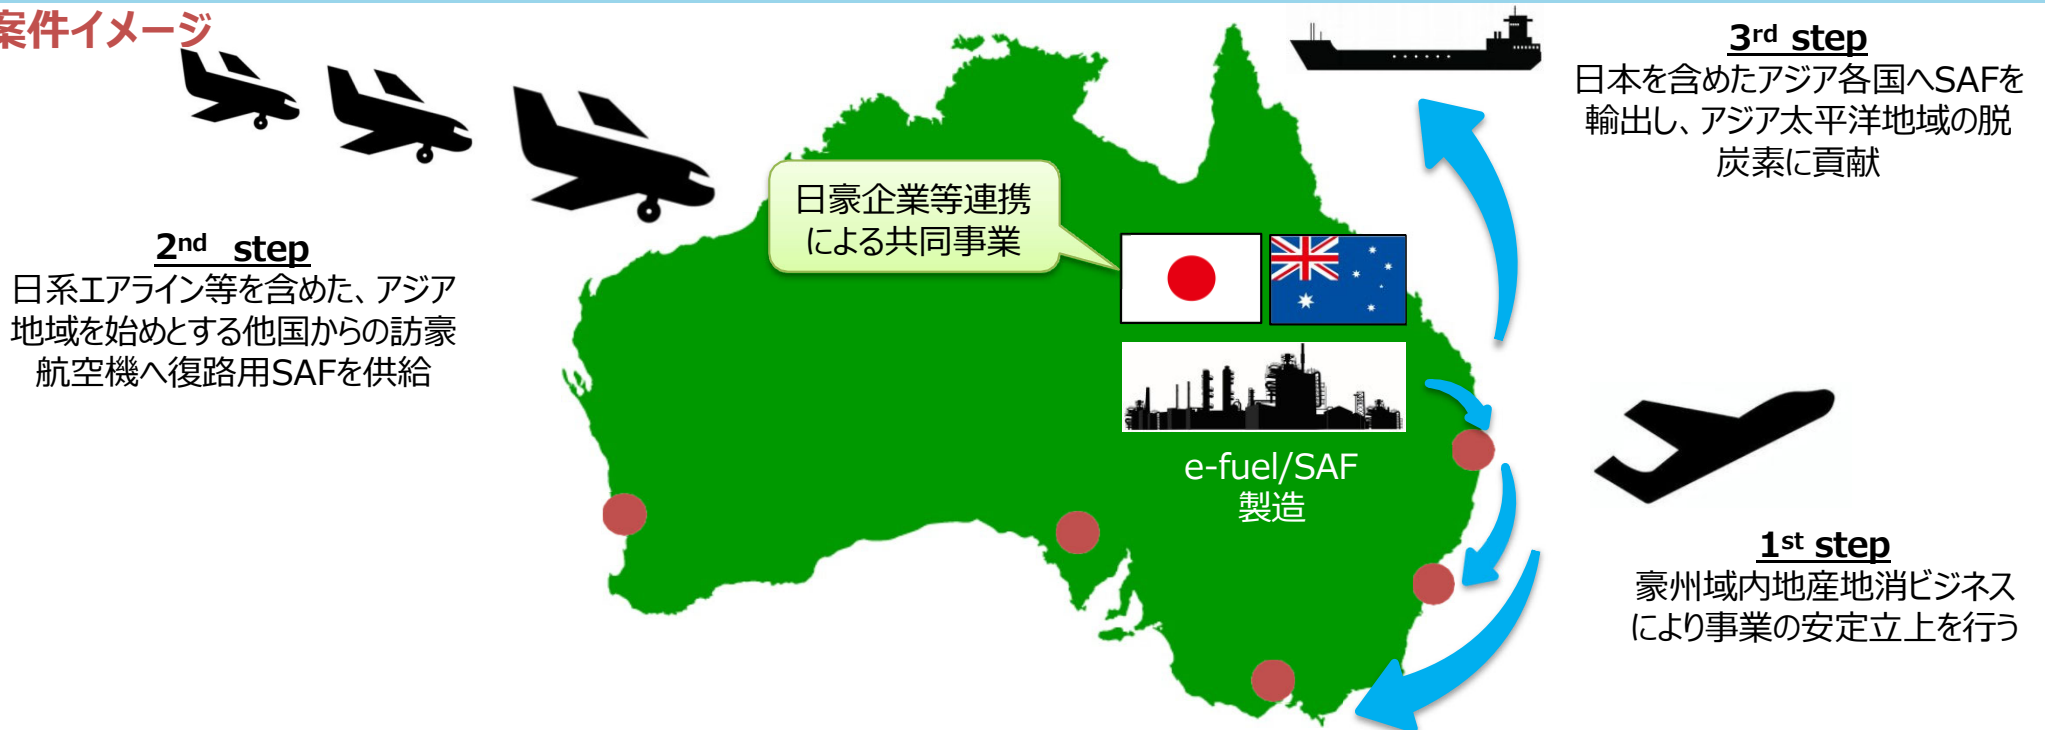 案件イメージ
3rd step
日本を含めたアジア各国へSAFを
輸出し、アジア太平洋地域の脱
炭素に貢献
日豪企業等連携
による共同事業
2nd step
日系エアライン等を含めた、アジア
地域を始めとする他国からの訪豪
航空機へ復路用SAFを供給
e-fuel/SAF
製造
1st step
豪州域内地産地消ビジネス
により事業の安定立上を行う